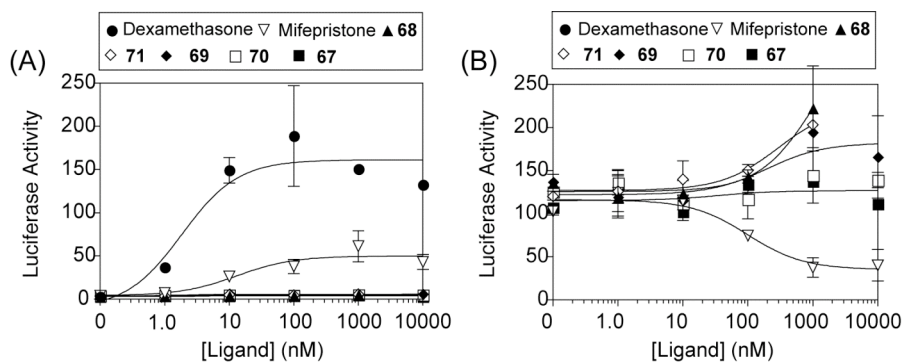 (A)
● Dexamethasone ▽ Mifepristone ▲ 68
◇ 71 ◆ 69 □ 70 ■ 67
Luciferase Activity
250
200
150
100
50
0
0 1.0 10 100 1000 10000
[Ligand] (nM)
(B)
● Dexamethasone ▽ Mifepristone ▲ 68
◇ 71 ◆ 69 □ 70 ■ 67
Luciferase Activity
250
200
150
100
50
0
0 1.0 10 100 1000 10000
[Ligand] (nM)